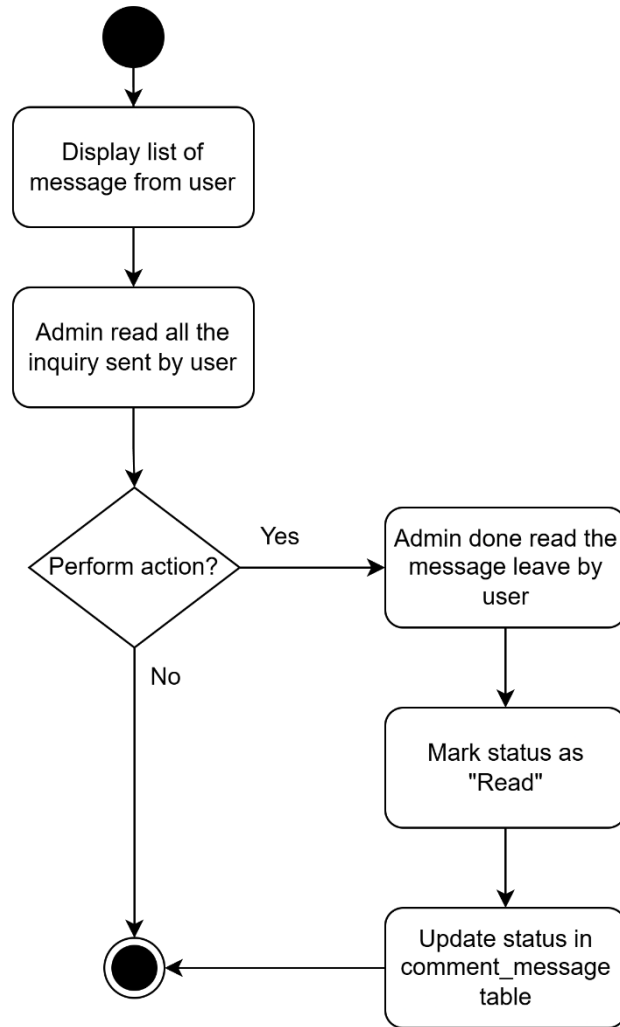 Display list of
message from user
Admin read all the
inquiry sent by user
Perform action?
Yes
Admin done read the
message leave by
user
No
Mark status as
"Read"
Update status in
comment_message
table